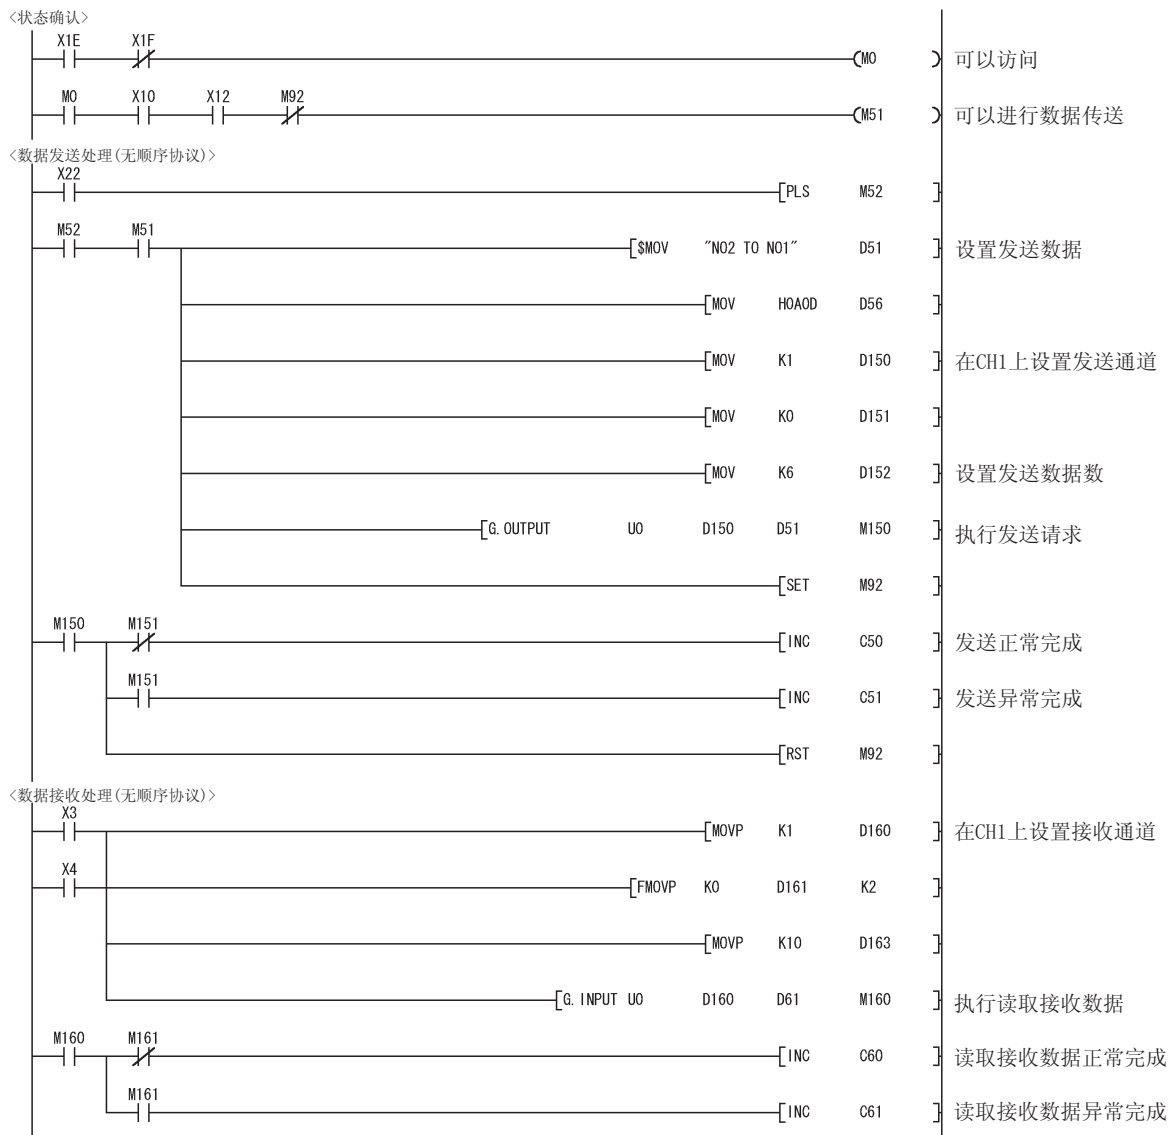 <状态确认>
X1E X1F
M0 可以访问
M0 X10 X12 M92
M51 可以进行数据传送
<数据发送处理(无顺序协议)>
X22
PLS M52
M52 M51
$MOV "NO2 TO NO1" D51 设置发送数据
MOV H0A0D D56
MOV K1 D150 在CH1上设置发送通道
MOV K0 D151
MOV K6 D152 设置发送数据数
G.OUTPUT U0 D150 D51 M150 执行发送请求
SET M92
M150 M151
INC C50 发送正常完成
M151
INC C51 发送异常完成
RST M92
<数据接收处理(无顺序协议)>
X3
MOVP K1 D160 在CH1上设置接收通道
X4
FMOVP K0 D161 K2
MOVP K10 D163
G.INPUT U0 D160 D61 M160 执行读取接收数据
M160 M161
INC C60 读取接收数据正常完成
M161
INC C61 读取接收数据异常完成